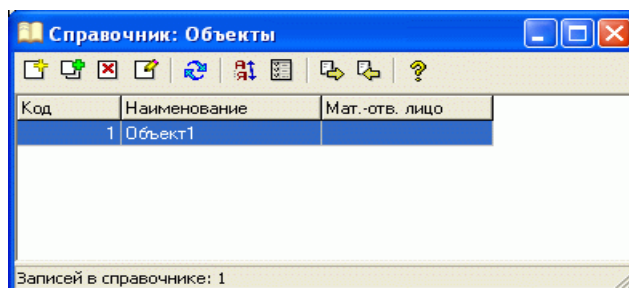 Справочник: Объекты
Код Наименование Мат.-отв. лицо
1 Объект1
Записей в справочнике: 1